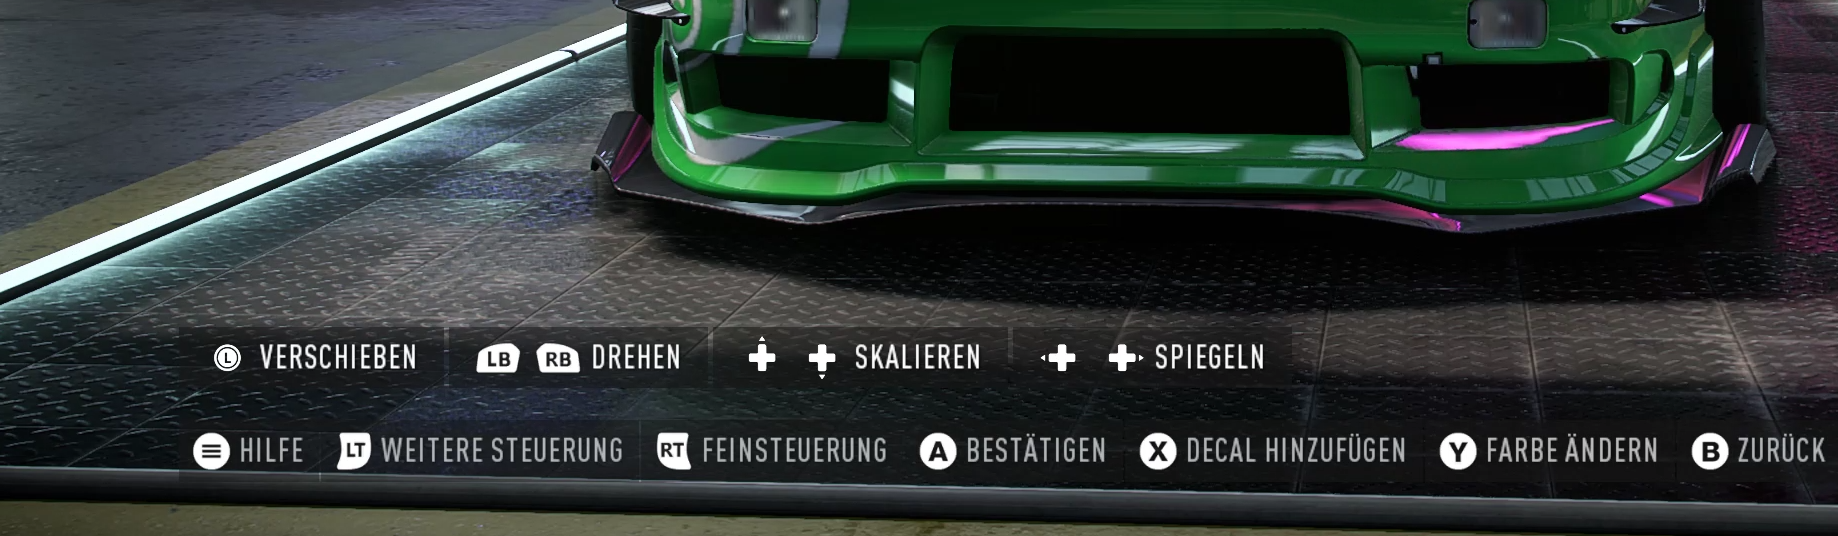 L VERSCHIEBEN LB RB DREHEN SKALIEREN SPIEGELN
HILFE LT WEITERE STEUERUNG RT FEINSTEUERUNG A BESTÄTIGEN X DECAL HINZUFÜGEN Y FARBE ÄNDERN B ZURÜCK